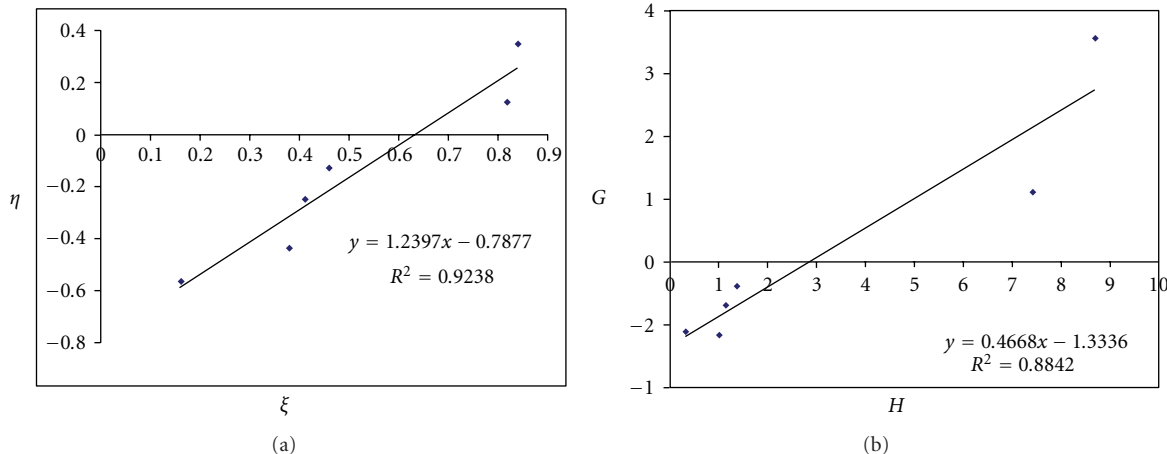 0.4
0.2
0
−0.2
−0.4
−0.6
−0.8
0 0.1 0.2 0.3 0.4 0.5 0.6 0.7 0.8 0.9
η
y = 1.2397x − 0.7877
R² = 0.9238
ξ
(a)
4
3
2
1
0
−2
−1
0 1 2 3 4 5 6 7 8 9 10
G
y = 0.4668x − 1.3336
R² = 0.8842
H
(b)